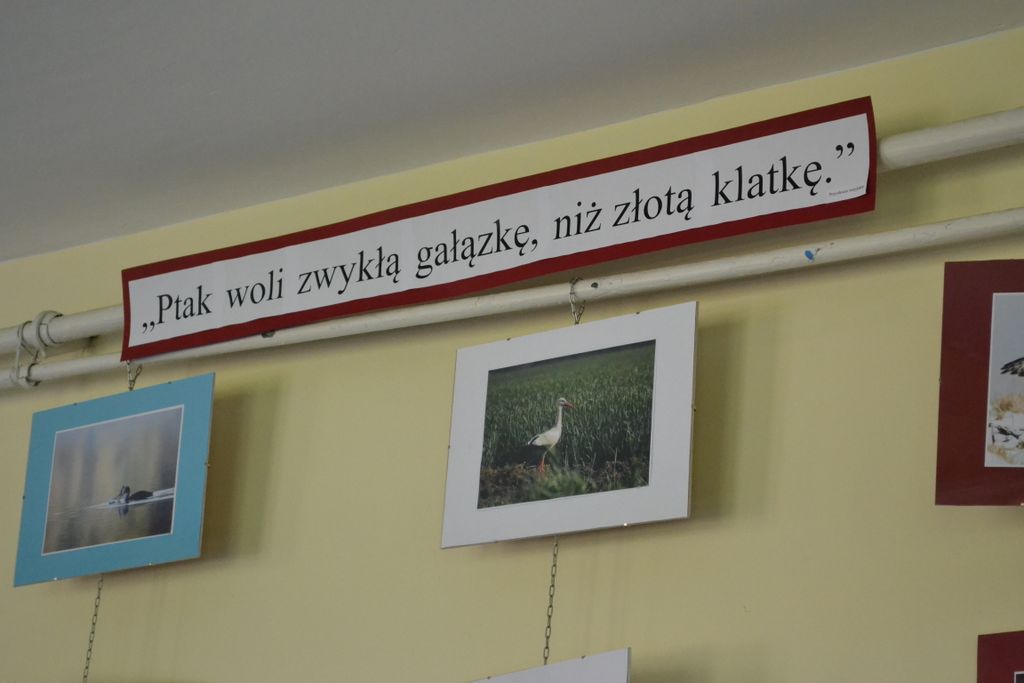 „Ptak woli zwykłą gałązkę, niż złotą klatkę.”